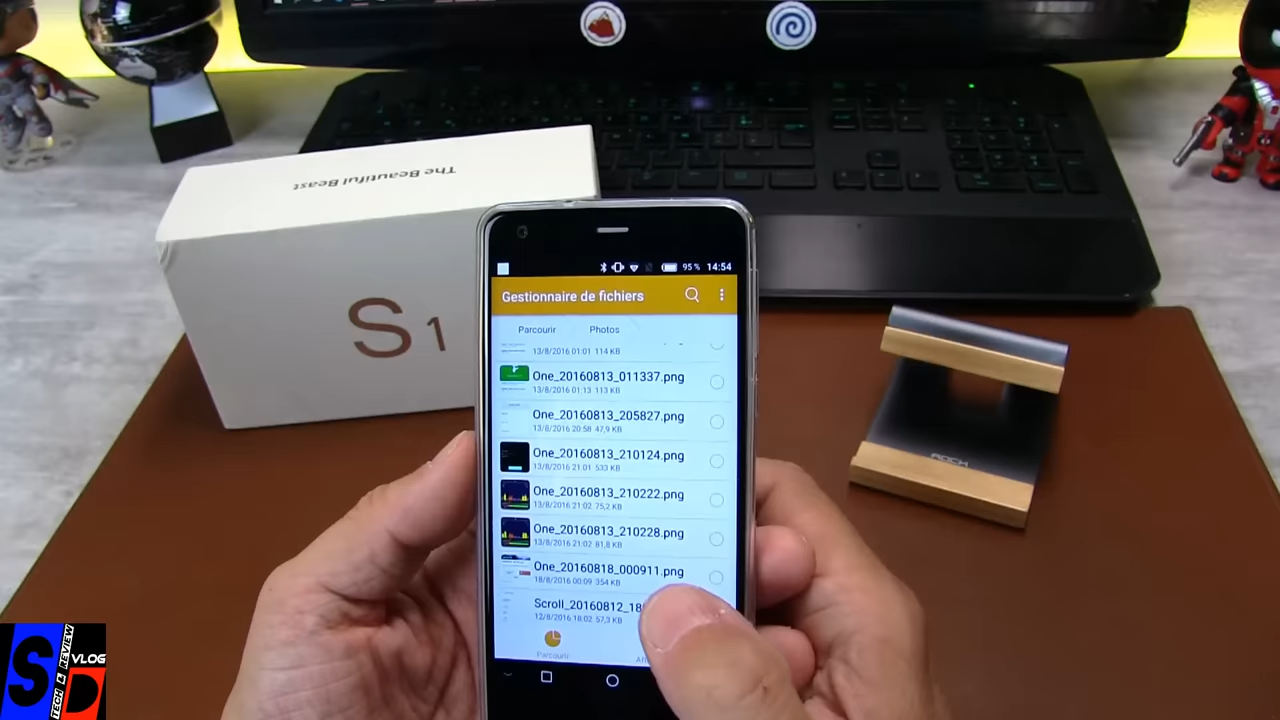 The Beautiful Beast
S1
95% 14:54
Gestionnaire de fichiers
Parcourir Photos
13/8/2016 01:01 114 KB
One_20160813_011337.png
13/8/2016 01:13 113 KB
One_20160813_205827.png
13/8/2016 20:58 47,9 KB
One_20160813_210124.png
13/8/2016 21:01 533 KB
One_20160813_210222.png
13/8/2016 21:02 75,2 KB
One_20160813_210228.png
13/8/2016 21:02 81,8 KB
One_20160818_000911.png
18/8/2016 00:09 354 KB
Scroll_20160812_18
12/8/2016 18:02 57,3 KB
Parcourir
ROCK
SD
TECH & REVIEW
VLOG